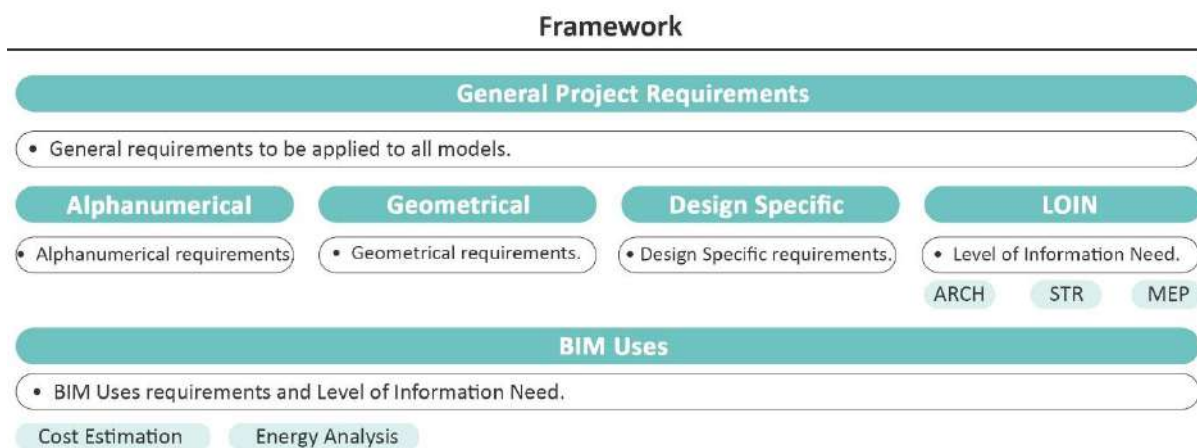 Framework
General Project Requirements
• General requirements to be applied to all models.
Alphanumerical
Geometrical
Design Specific
LOIN
• Alphanumerical requirements.
• Geometrical requirements.
• Design Specific requirements.
• Level of Information Need.
ARCH
STR
MEP
BIM Uses
• BIM Uses requirements and Level of Information Need.
Cost Estimation
Energy Analysis